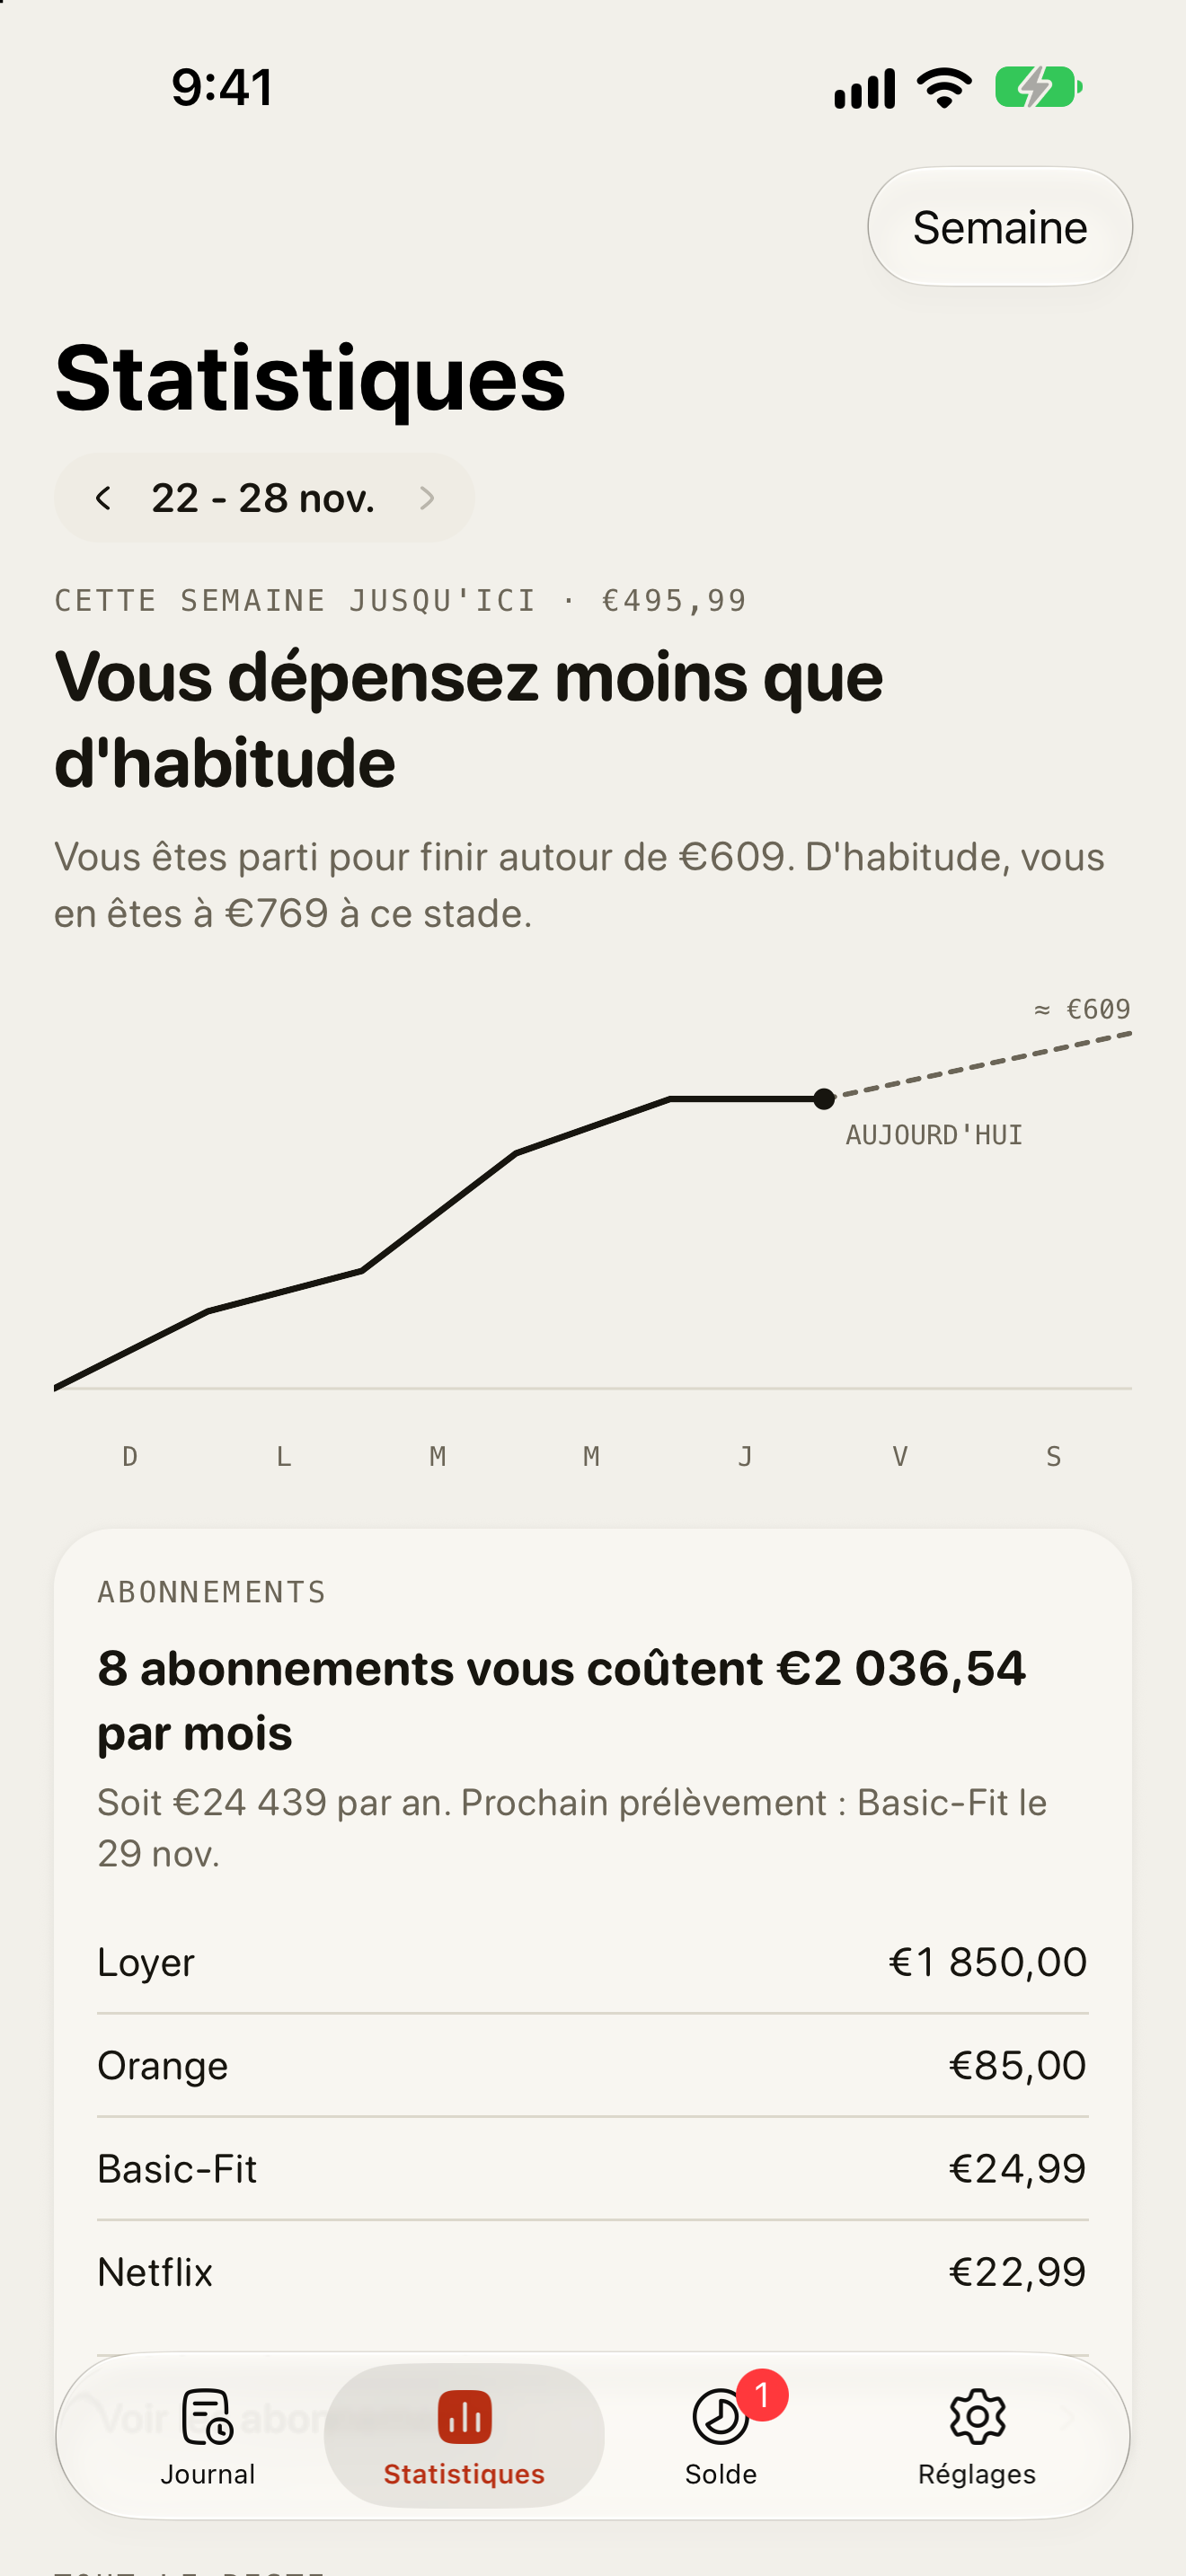 9:41
Semaine
Statistiques
22 - 28 nov.
CETTE SEMAINE JUSQU'ICI · €495,99
Vous dépensez moins que
d'habitude
Vous êtes parti pour finir autour de €609. D'habitude, vous
en êtes à €769 à ce stade.
≈ €609
AUJOURD'HUI
D L M M J V S
ABONNEMENTS
8 abonnements vous coûtent €2 036,54
par mois
Soit €24 439 par an. Prochain prélèvement : Basic-Fit le
29 nov.
Loyer €1 850,00
Orange €85,00
Basic-Fit €24,99
Netflix €22,99
Voir
1
Journal Statistiques Solde Réglages